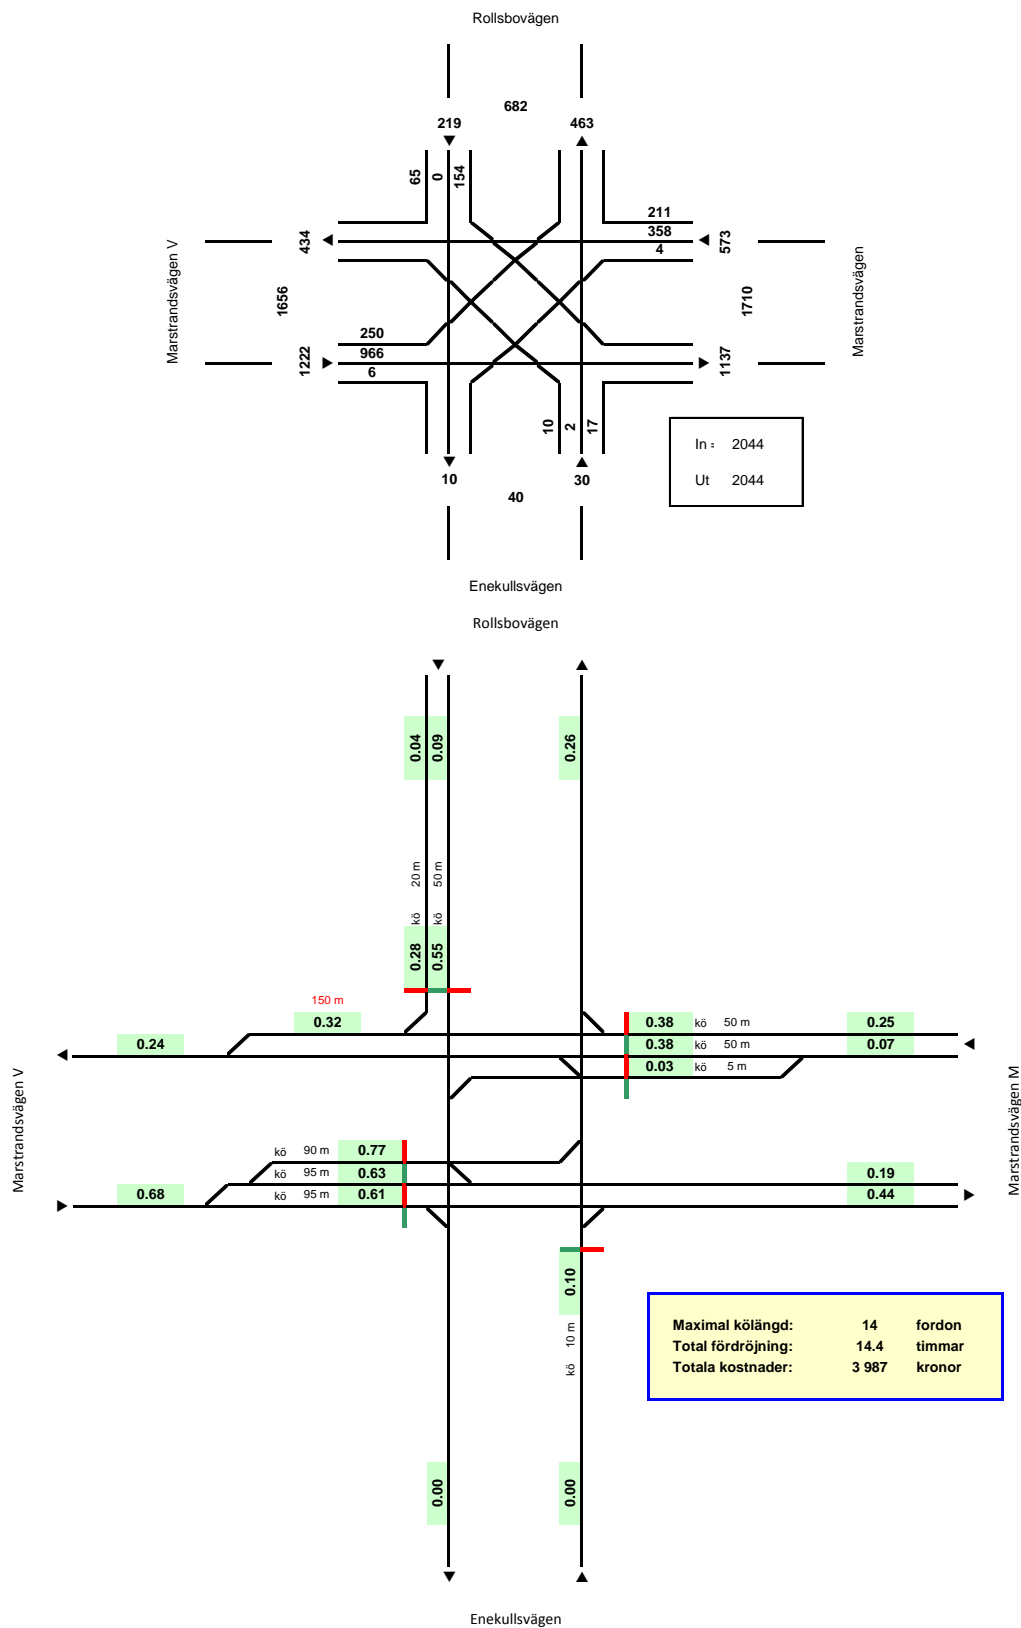 Rollsbovägen
682
219 463
65 0 154
211
358
4
434
573
Marstrandsvägen V
1656
1710
Marstrandsvägen
250
966
6
1222
1137
10 2 17
In = 2044
Ut 2044
10 30
40
Enekullsvägen
Rollsbovägen
0.04 0.09 0.26
kö 20 m
kö 50 m
0.28 0.55
150 m
0.32
0.24
0.38 kö 50 m 0.25
0.38 kö 50 m 0.07
0.03 kö 5 m
Marstrandsvägen V
Marstrandsvägen M
kö 90 m 0.77
kö 95 m 0.63 0.19
0.68 kö 95 m 0.61 0.44
0.10
kö 10 m
Maximal kölängd: 14 fordon
Total fördröjning: 14.4 timmar
Totala kostnader: 3 987 kronor
0.00 0.00
Enekullsvägen